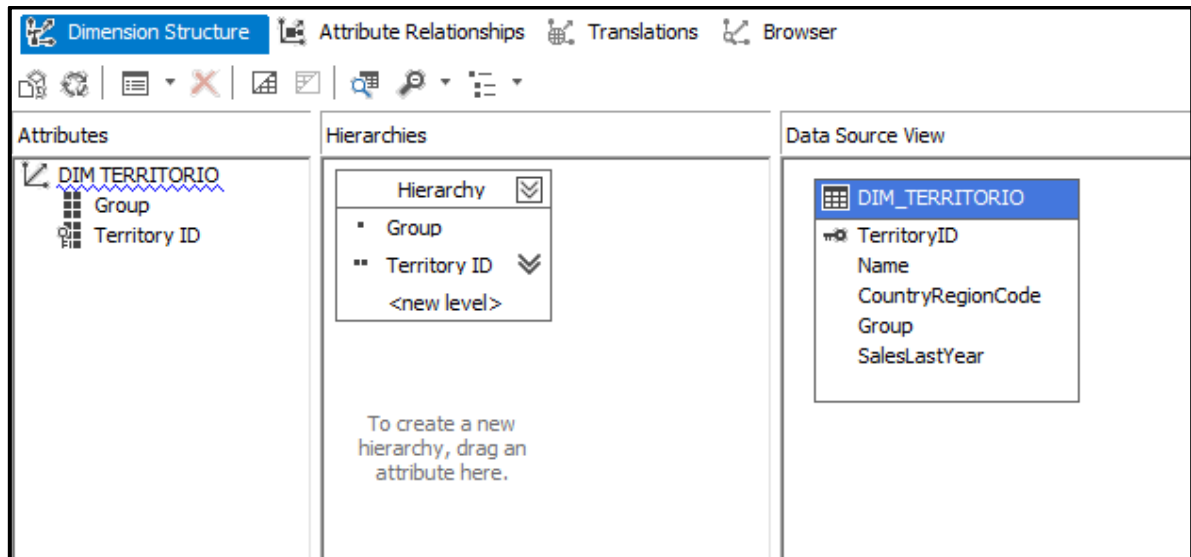 Dimension Structure Attribute Relationships Translations Browser
Attributes
DIM TERRITORIO
Group
Territory ID
Hierarchies
Hierarchy
Group
Territory ID
<new level>
To create a new
hierarchy, drag an
attribute here.
Data Source View
DIM_TERRITORIO
TerritoryID
Name
CountryRegionCode
Group
SalesLastYear